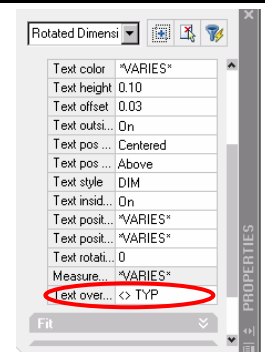 Rotated Dimensi
Text color *VARIES*
Text height 0.10
Text offset 0.03
Text outsi... On
Text pos ... Centered
Text pos ... Above
Text style DIM
Text insid... On
Text posit... *VARIES*
Text posit... *VARIES*
Text rotati... 0
Measure... *VARIES*
Text over... <> TYP
Fit
PROPERTIES